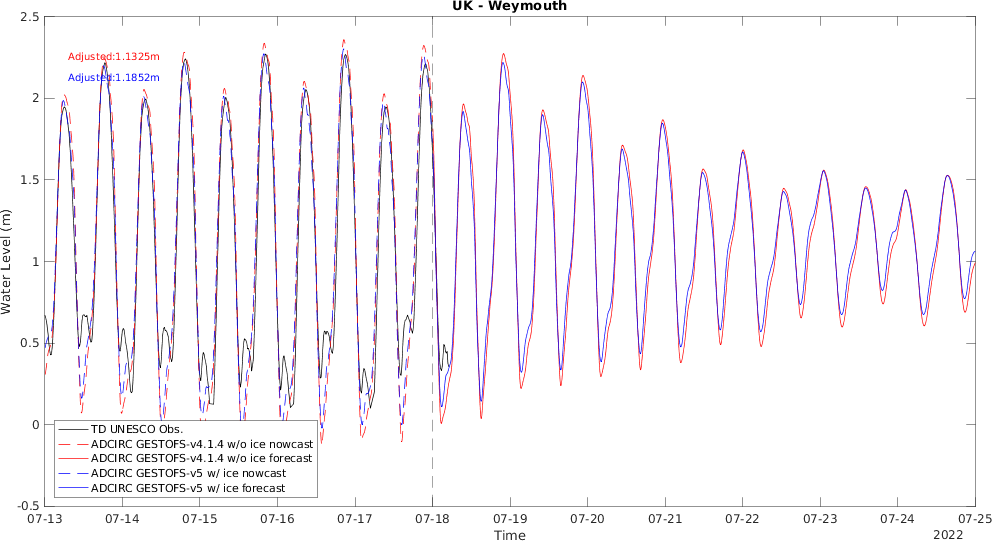 UK - Weymouth
2.5
2
1.5
1
0.5
0
-0.5
Water Level (m)
Adjusted:1.1325m
Adjusted:1.1852m
TD UNESCO Obs.
ADCIRC GESTOFS-v4.1.4 w/o ice nowcast
ADCIRC GESTOFS-v4.1.4 w/o ice forecast
ADCIRC GESTOFS-v5 w/ ice nowcast
ADCIRC GESTOFS-v5 w/ ice forecast
07-13 07-14 07-15 07-16 07-17 07-18 07-19 07-20 07-21 07-22 07-23 07-24 07-25
Time
2022